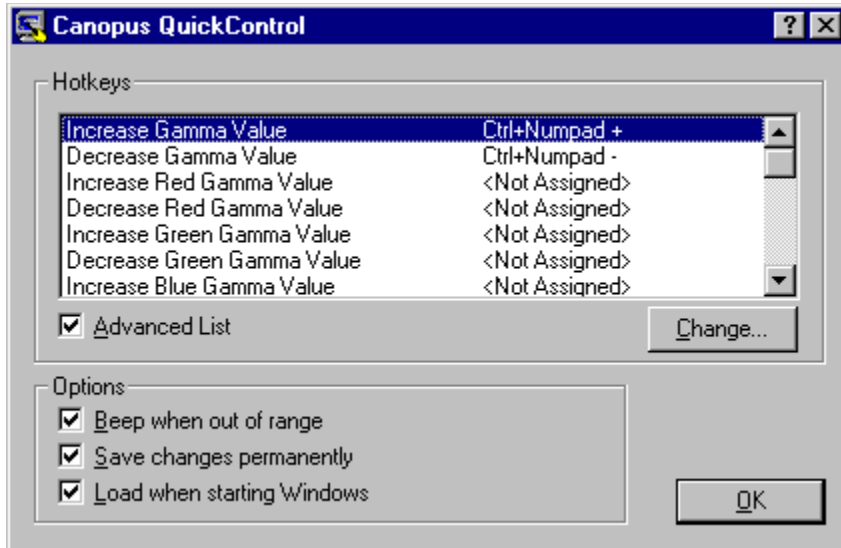 Canopus QuickControl
Hotkeys
Increase Gamma Value Ctrl+Numpad +
Decrease Gamma Value Ctrl+Numpad -
Increase Red Gamma Value <Not Assigned>
Decrease Red Gamma Value <Not Assigned>
Increase Green Gamma Value <Not Assigned>
Decrease Green Gamma Value <Not Assigned>
Increase Blue Gamma Value <Not Assigned>
Advanced List Change...
Options
Beep when out of range
Save changes permanently
Load when starting Windows
OK